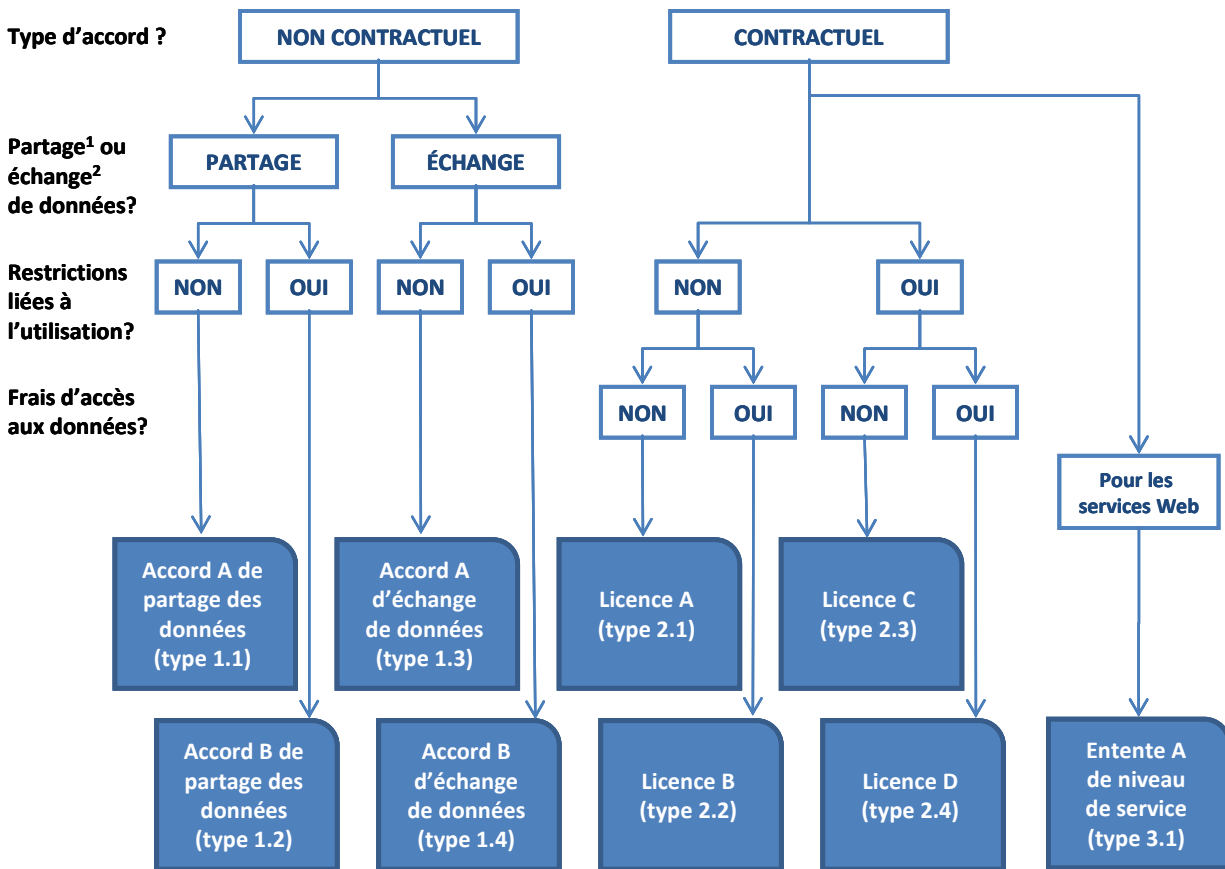 Type d’accord ?
NON CONTRACTUEL
CONTRACTUEL
Partage¹ ou
échange²
de données?
PARTAGE
ÉCHANGE
Restrictions
liées à
l’utilisation?
NON
OUI
NON
OUI
NON
OUI
Frais d’accès
aux données?
NON
OUI
NON
OUI
Pour les
services Web
Accord A de
partage des
données
(type 1.1)
Accord A
d’échange
de données
(type 1.3)
Licence A
(type 2.1)
Licence C
(type 2.3)
Accord B de
partage des
données
(type 1.2)
Accord B
d’échange
de données
(type 1.4)
Licence B
(type 2.2)
Licence D
(type 2.4)
Entente A
de niveau
de service
(type 3.1)